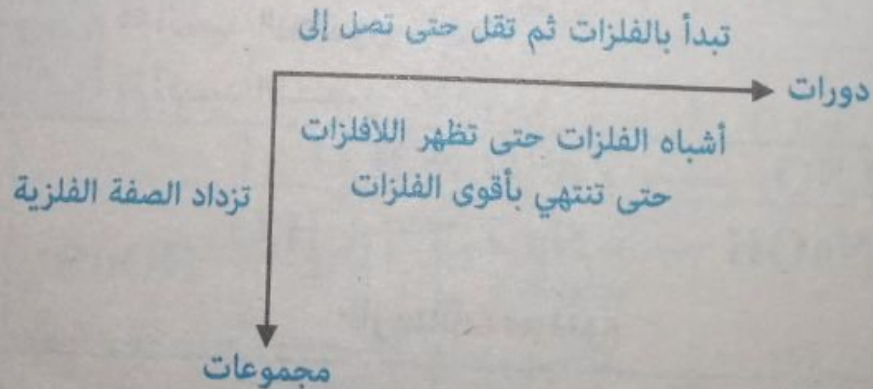 تبدأ بالفلزات ثم تقل حتى تصل إلى
دورات
أشباه الفلزات حتى تظهر اللافلزات
حتى تنتهي بأقوى الفلزات
تزداد الصفة الفلزية
مجموعات